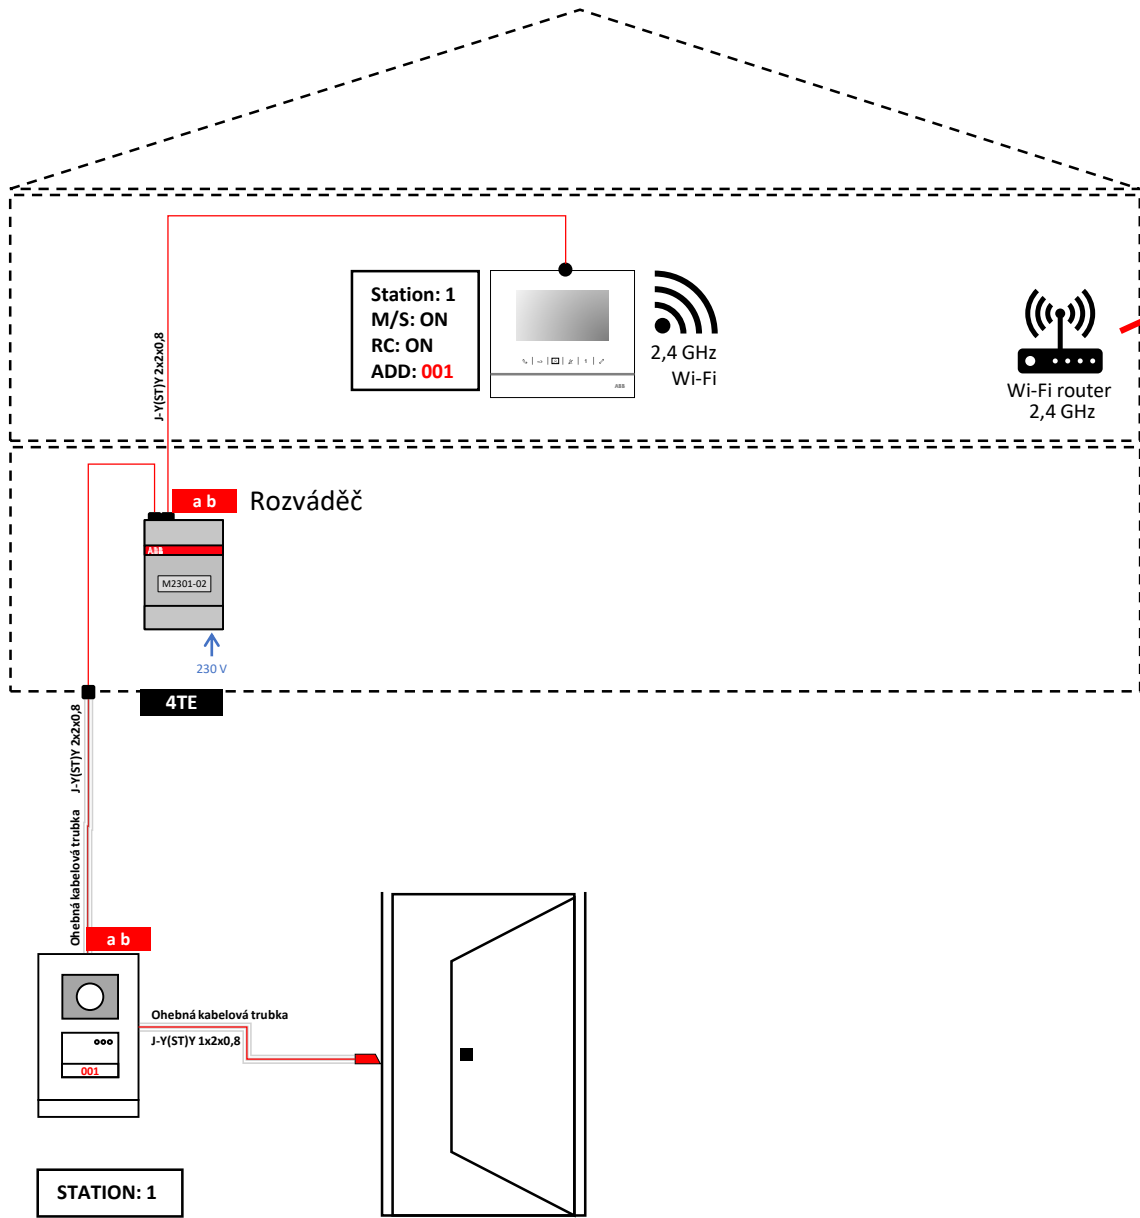 J-Y(ST)Y 2x2x0,8
Station: 1
M/S: ON
RC: ON
ADD: 001
ABB
2,4 GHz
Wi-Fi
Wi-Fi router
2,4 GHz
a b
Rozváděč
ABB
M2301-02
230 V
4TE
J-Y(ST)Y 2x2x0,8
Ohebná kabelová trubka
a b
Ohebná kabelová trubka
J-Y(ST)Y 1x2x0,8
001
STATION: 1